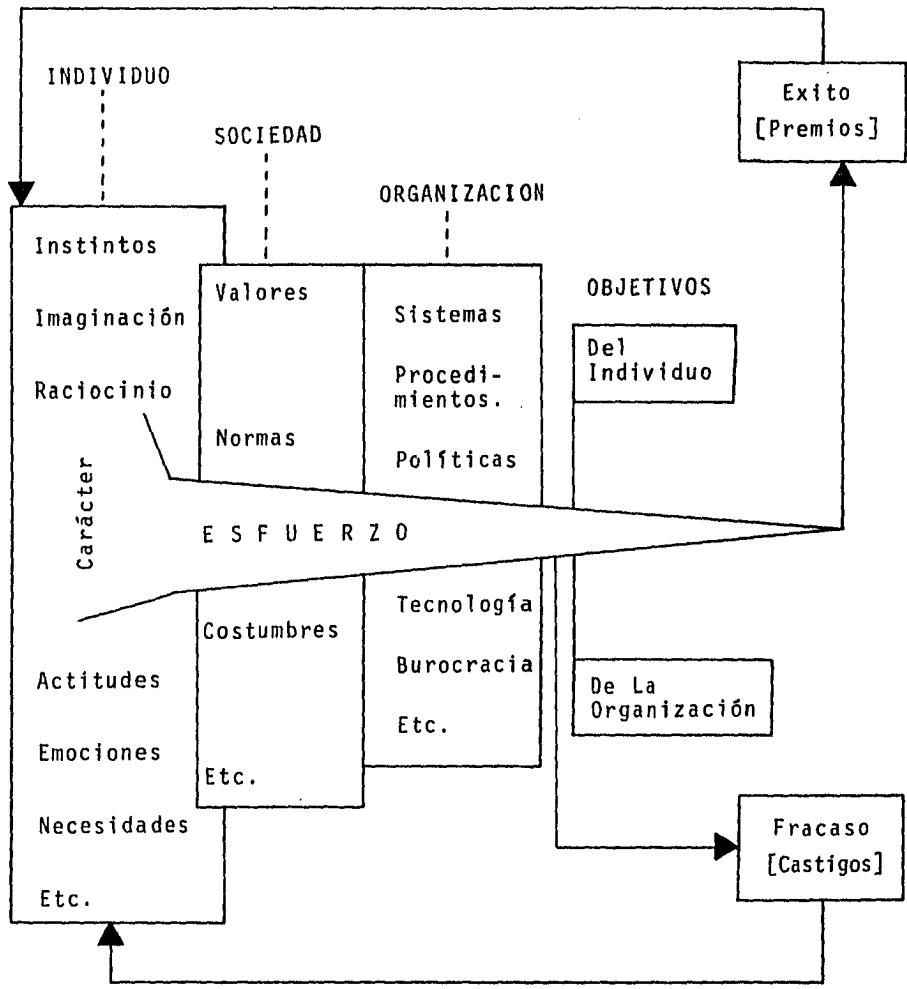 INDIVIDUO
SOCIEDAD
ORGANIZACION
Exito
[Premios]
Instintos
Imaginación
Raciocinio
Carácter
Actitudes
Emociones
Necesidades
Etc.
Valores
Normas
Costumbres
Etc.
Sistemas
Procedi-
mientos.
Políticas
Tecnología
Burocracia
Etc.
ESFUERZO
OBJETIVOS
Del
Individuo
De La
Organización
Fracaso
[Castigos]